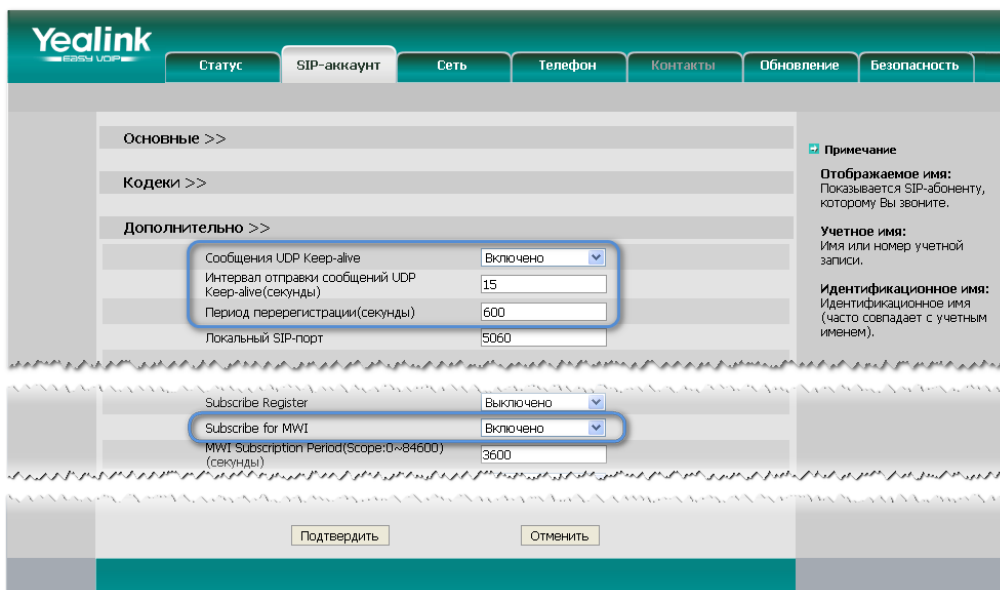 Yealink
EASY VOIP
Статус
SIP-аккаунт
Сеть
Телефон
Контакты
Обновление
Безопасность
Основные >>
Кодеки >>
Дополнительно >>
Сообщения UDP Keep-alive
Включено
Интервал отправки сообщений UDP
Keep-alive(секунды)
15
Период перерегистрации(секунды)
600
Локальный SIP-порт
5060
Subscribe Register
Выключено
Subscribe for MWI
Включено
MWI Subscription Period(Scope:0~84600)
(секунды)
3600
Подтвердить
Отменить
Примечание
Отображаемое имя:
Показывается SIP-абоненту,
которому Вы звоните.
Учетное имя:
Имя или номер учетной
записи.
Идентификационное имя:
Идентификационное имя
(часто совпадает с учетным
именем).